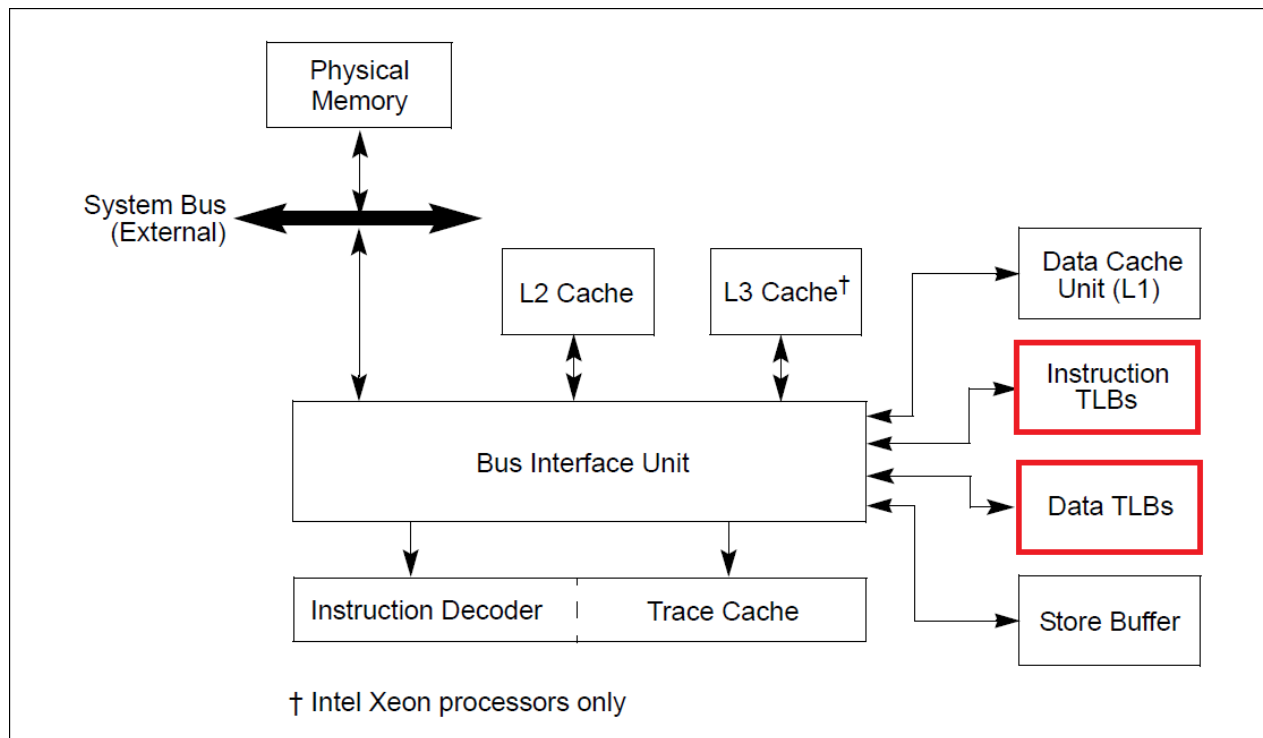 Physical
Memory
System Bus
(External)
L2 Cache
L3 Cache†
Data Cache
Unit (L1)
Instruction
TLBs
Bus Interface Unit
Data TLBs
Instruction Decoder
Trace Cache
Store Buffer
† Intel Xeon processors only